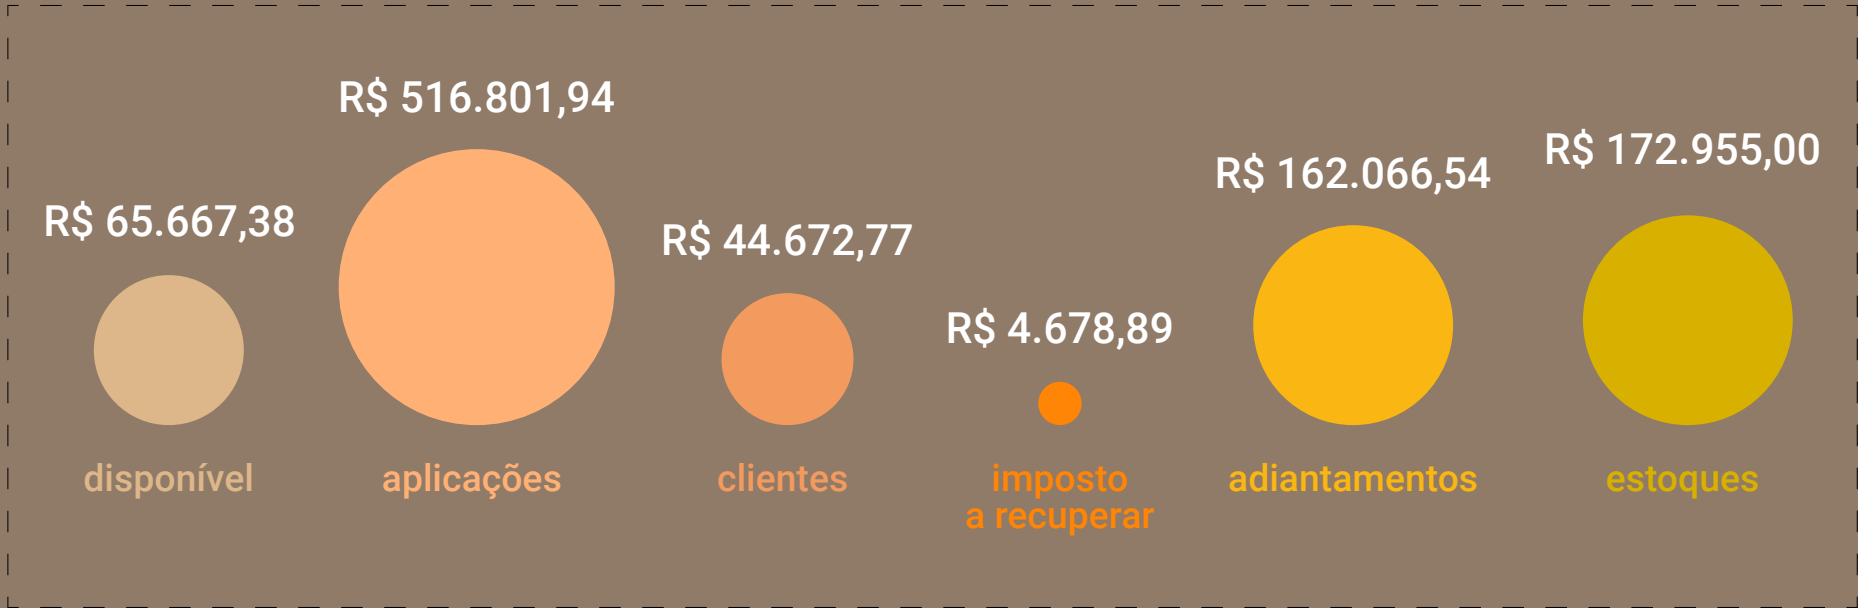 R$ 65.667,38
disponível
R$ 516.801,94
aplicações
R$ 44.672,77
clientes
R$ 4.678,89
imposto
a recuperar
R$ 162.066,54
adiantamentos
R$ 172.955,00
estoques